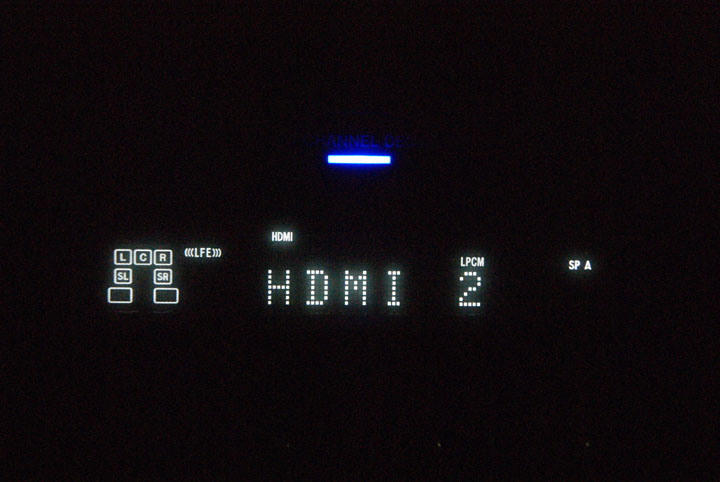 HDMI
(((LFE)))
L C R
LPCM
SP A
SL SR
HDMI 2